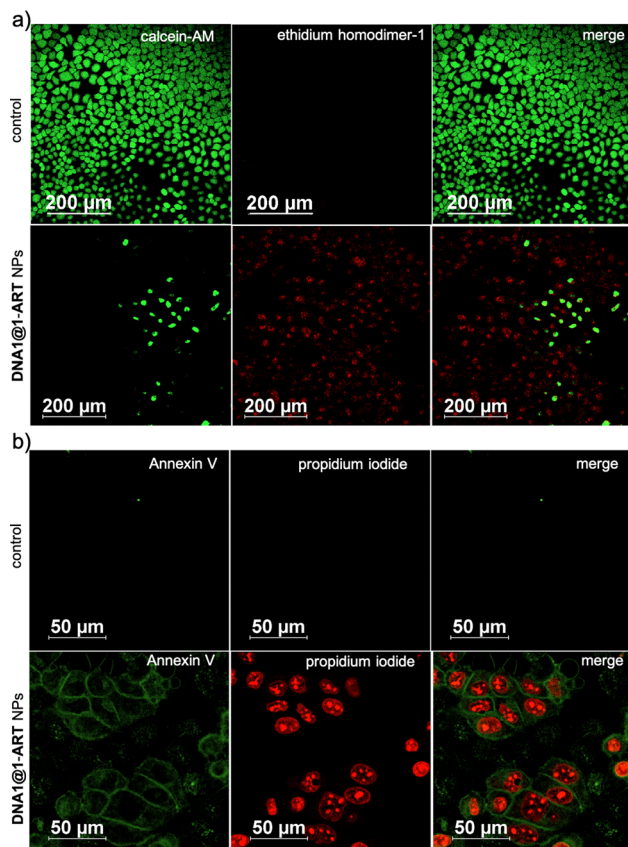 a)
calcein-AM ethidium homodimer-1 merge
control
200 μm 200 μm 200 μm
DNA1@1-ART NPs
200 μm 200 μm 200 μm
b)
Annexin V propidium iodide merge
control
50 μm 50 μm 50 μm
Annexin V propidium iodide merge
DNA1@1-ART NPs
50 μm 50 μm 50 μm